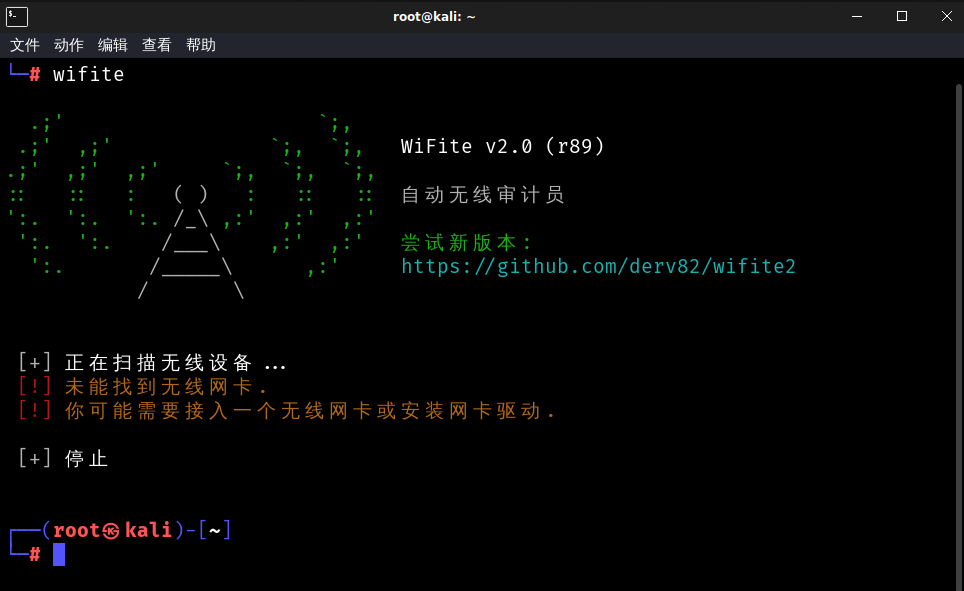 root@kali: ~
文件 动作 编辑 查看 帮助
└─# wifite
WiFite v2.0 (r89)
自动无线审计员
尝试新版本:
https://github.com/derv82/wifite2
[+] 正在扫描无线设备 ...
[!] 未能找到无线网卡.
[!] 你可能需要接入一个无线网卡或安装网卡驱动.
[+] 停止
┌──(root㉿kali)-[~]
└─#